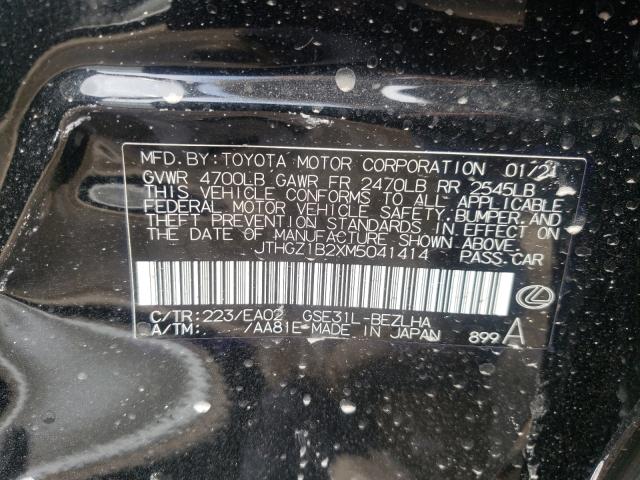 MFD. BY: TOYOTA MOTOR CORPORATION 01/21
GVWR 4700LB GAWR FR 2470LB RR 2545LB
THIS VEHICLE CONFORMS TO ALL APPLICABLE
FEDERAL MOTOR VEHICLE SAFETY, BUMPER, AND
THEFT PREVENTION STANDARDS IN EFFECT ON
THE DATE OF MANUFACTURE SHOWN ABOVE.
JTHGZ1B2XM5041414 PASS. CAR
C/TR: 223/EA02 GSE31L-BEZLHA
A/TM: /AA81E-MADE IN JAPAN 899 A